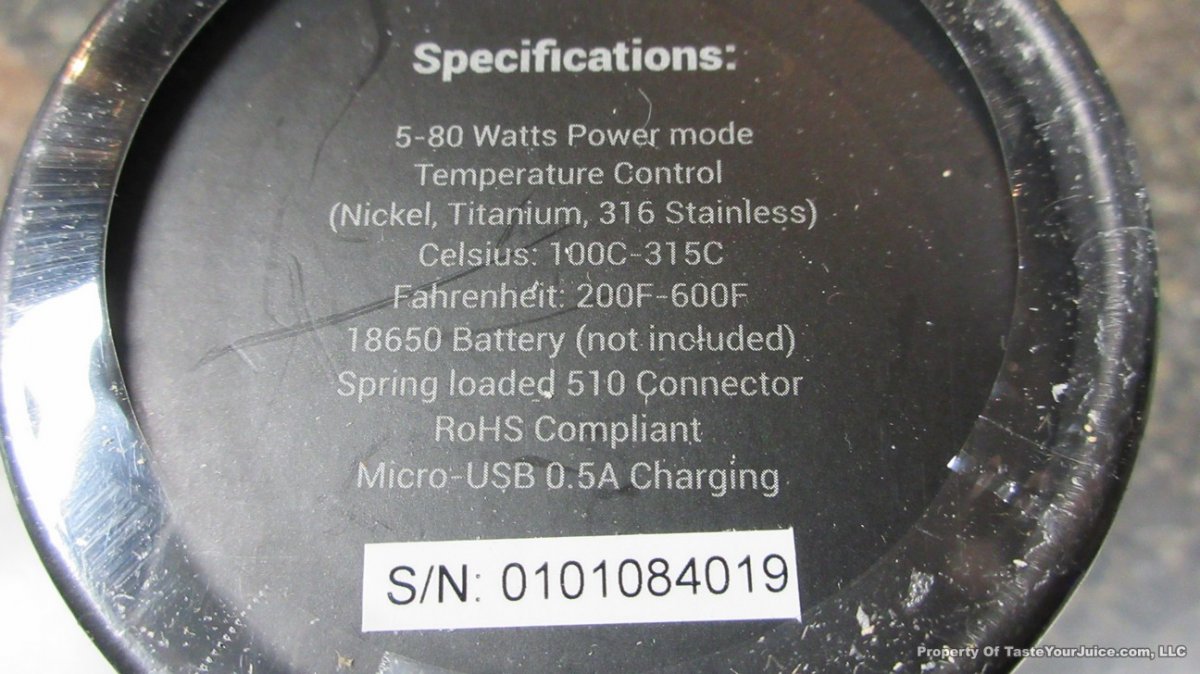 Specifications:
5-80 Watts Power mode
Temperature Control
(Nickel, Titanium, 316 Stainless)
Celsius: 100C-315C
Fahrenheit: 200F-600F
18650 Battery (not included)
Spring loaded 510 Connector
RoHS Compliant
Micro-USB 0.5A Charging
S/N: 0101084019
Property Of TasteYourJuice.com, LLC